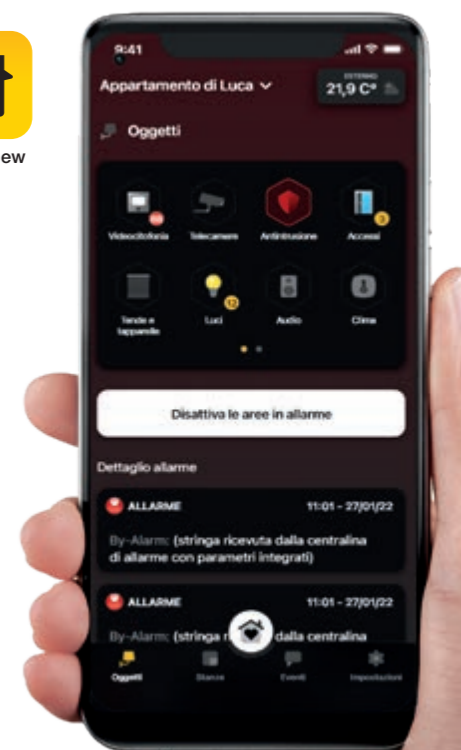 ew
9:41
Appartamento di Luca
ESTERNO
21,9 C°
Oggetti
Videocitofonia Telecamere Antintrusione Accessi
3
Tende e tapparelle Luci Audio Clima
12
Disattiva le aree in allarme
Dettaglio allarme
ALLARME 11:01 - 27/01/22
By-Alarm: (stringa ricevuta dalla centralina
di allarme con parametri integrati)
ALLARME 11:01 - 27/01/22
By-Alarm: (stringa r dalla centralina
Oggetti Stanze Eventi Impostazioni